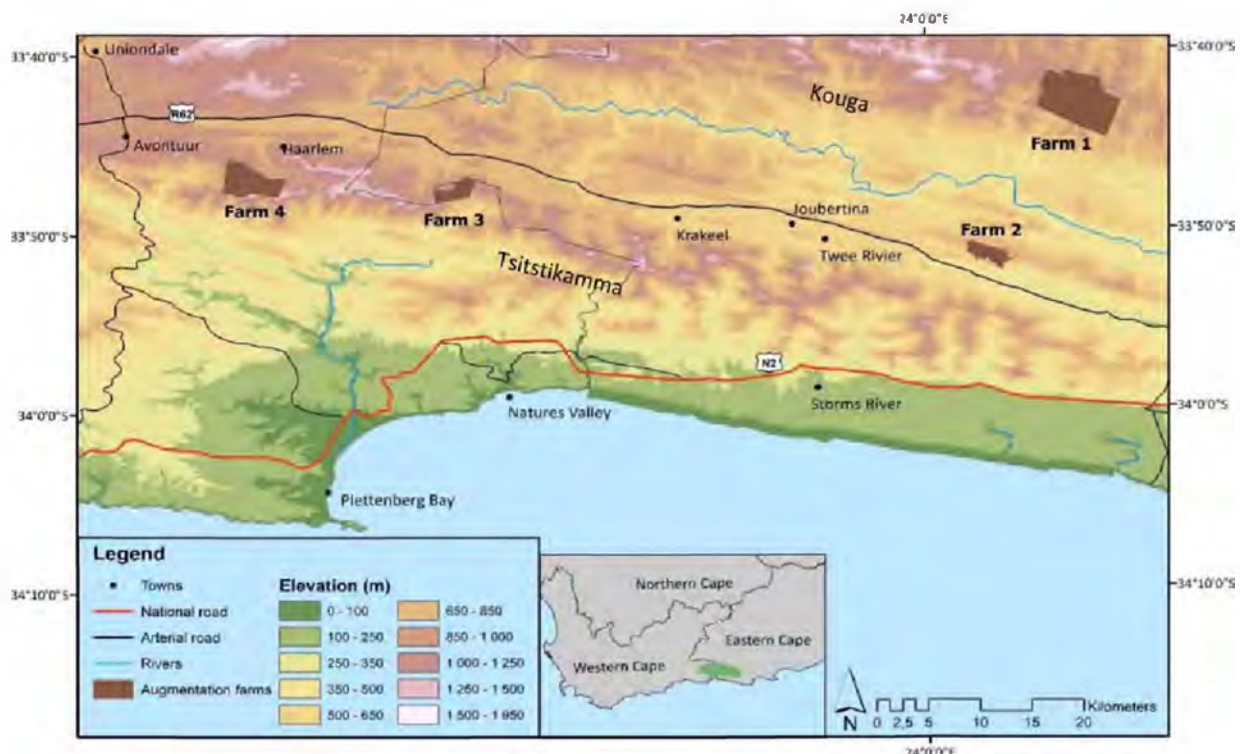 24°0'0"E
33°40'0"S
33°40'0"S
Uniondale
Kouga
R62
Farm 1
Avontuur
Haarlem
Farm 4
Farm 3
Joubertina
Krakeel
Farm 2
33°50'0"S
33°50'0"S
Twee Rivier
Tsitstikamma
N2
Storms River
Natures Valley
34°0'0"S
34°0'0"S
Plettenberg Bay
Legend
Towns
National road
Arterial road
Rivers
Augmentation farms
Elevation (m)
0 - 100
100 - 250
250 - 350
350 - 500
500 - 650
650 - 850
850 - 1 000
1 000 - 1 250
1 250 - 1 500
1 500 - 1 950
Northern Cape
Eastern Cape
Western Cape
34°10'0"S
34°10'0"S
N
Kilometers
0 2,5 5 10 15 20
24°0'0"E